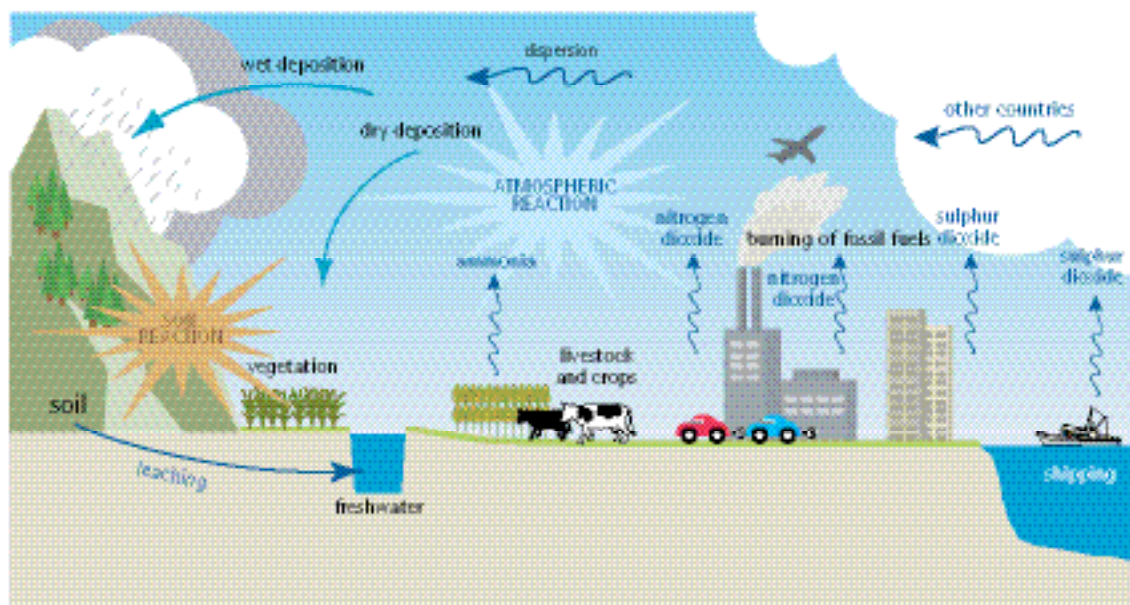 wet deposition
dispersion
other countries
dry deposition
ATMOSPHERIC
REACTION
nitrogen
dioxide
burning of fossil fuels
sulphur
dioxide
sulphur
dioxide
ammonia
nitrogen
dioxide
SOIL
REACTION
vegetation
livestock
and crops
soil
leaching
freshwater
shipping